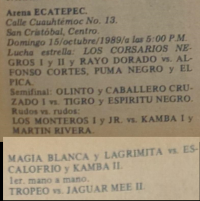 Arena ECATEPEC.
Calle Cuauhtémoc No. 13.
San Cristóbal, Centro.
Domingo 15/octubre/1989/a las 5:00 P.M.
Lucha estrella: LOS CORSARIOS NE-
GROS I y II y RAYO DORADO vs. AL-
FONSO CORTES, PUMA NEGRO y EL
PICA.
Semifinal: OLINTO y CABALLERO CRU-
ZADO I vs. TIGRO y ESPIRITU NEGRO.
Rudos vs. rudos:
LOS MONTEROS I y JR. vs. KAMBA I y
MARTIN RIVERA.
MAGIA BLANCA y LAGRIMITA vs. ES-
CALOFRIO y KAMBA II.
1er. mano a mano.
TROPEO vs. JAGUAR MEE II.